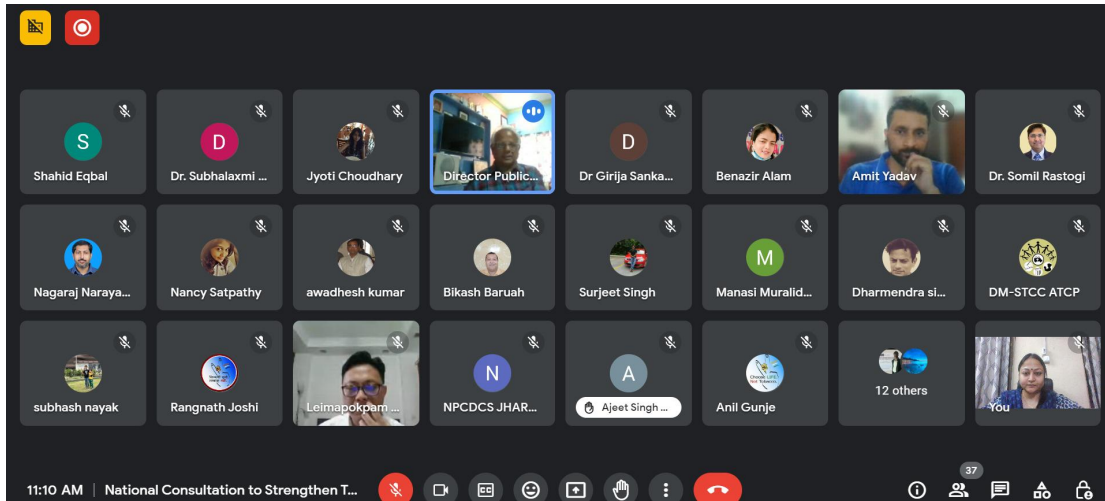 S
D
D
Shahid Eqbal
Dr. Subhalaxmi ...
Jyoti Choudhary
Director Public...
Dr Girija Sanka...
Benazir Alam
Amit Yadav
Dr. Somil Rastogi
M
Nagaraj Naraya...
Nancy Satpathy
awadhesh kumar
Bikash Baruah
Surjeet Singh
Manasi Muralid...
Dharmendra si...
DM-STCC ATCP
N
A
12 others
subhash nayak
Rangnath Joshi
Leimapokpam ...
NPCDCS JHAR...
Ajeet Singh ...
Anil Gunje
You
37
11:10 AM | National Consultation to Strengthen T...
CC